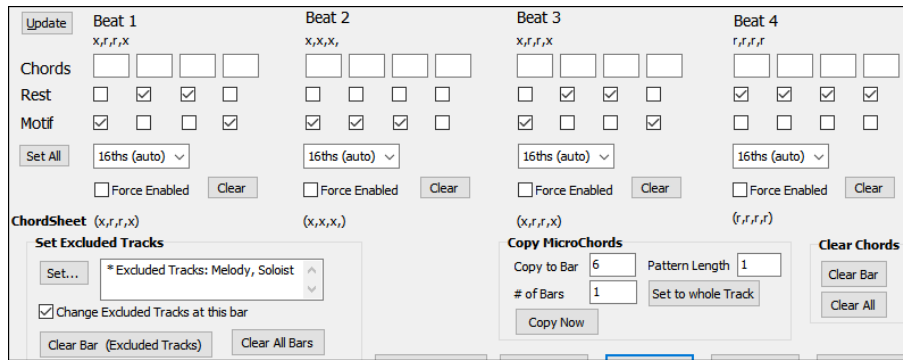 Update Beat 1 Beat 2 Beat 3 Beat 4
x,r,r,x x,x,x, x,r,r,x r,r,r,r
Chords
Rest
Motif
Set All 16ths (auto) 16ths (auto) 16ths (auto) 16ths (auto)
Force Enabled Clear Force Enabled Clear Force Enabled Clear Force Enabled Clear
ChordSheet (x,r,r,x) (x,x,x,) (x,r,r,x) (r,r,r,r)
Set Excluded Tracks
Set... * Excluded Tracks: Melody, Soloist
Change Excluded Tracks at this bar
Clear Bar (Excluded Tracks) Clear All Bars
Copy MicroChords
Copy to Bar 6 Pattern Length 1
# of Bars 1 Set to whole Track
Copy Now
Clear Chords
Clear Bar
Clear All